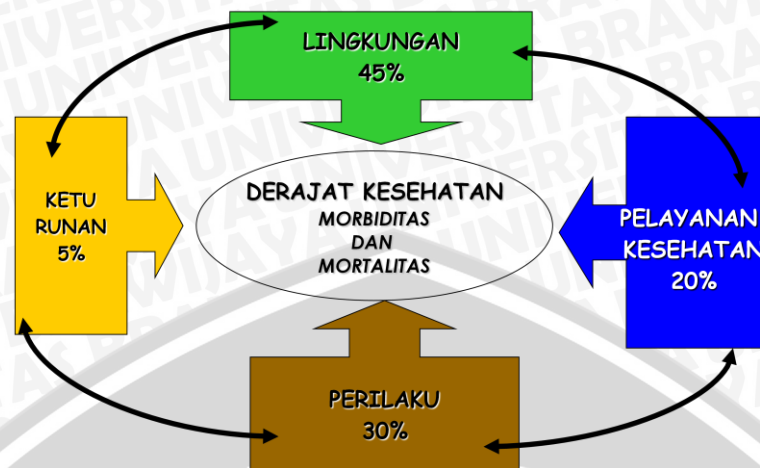 LINGKUNGAN
45%
KETU
RUNAN
5%
DERAJAT KESEHATAN
MORBIDITAS
DAN
MORTALITAS
PELAYANAN
KESEHATAN
20%
PERILAKU
30%